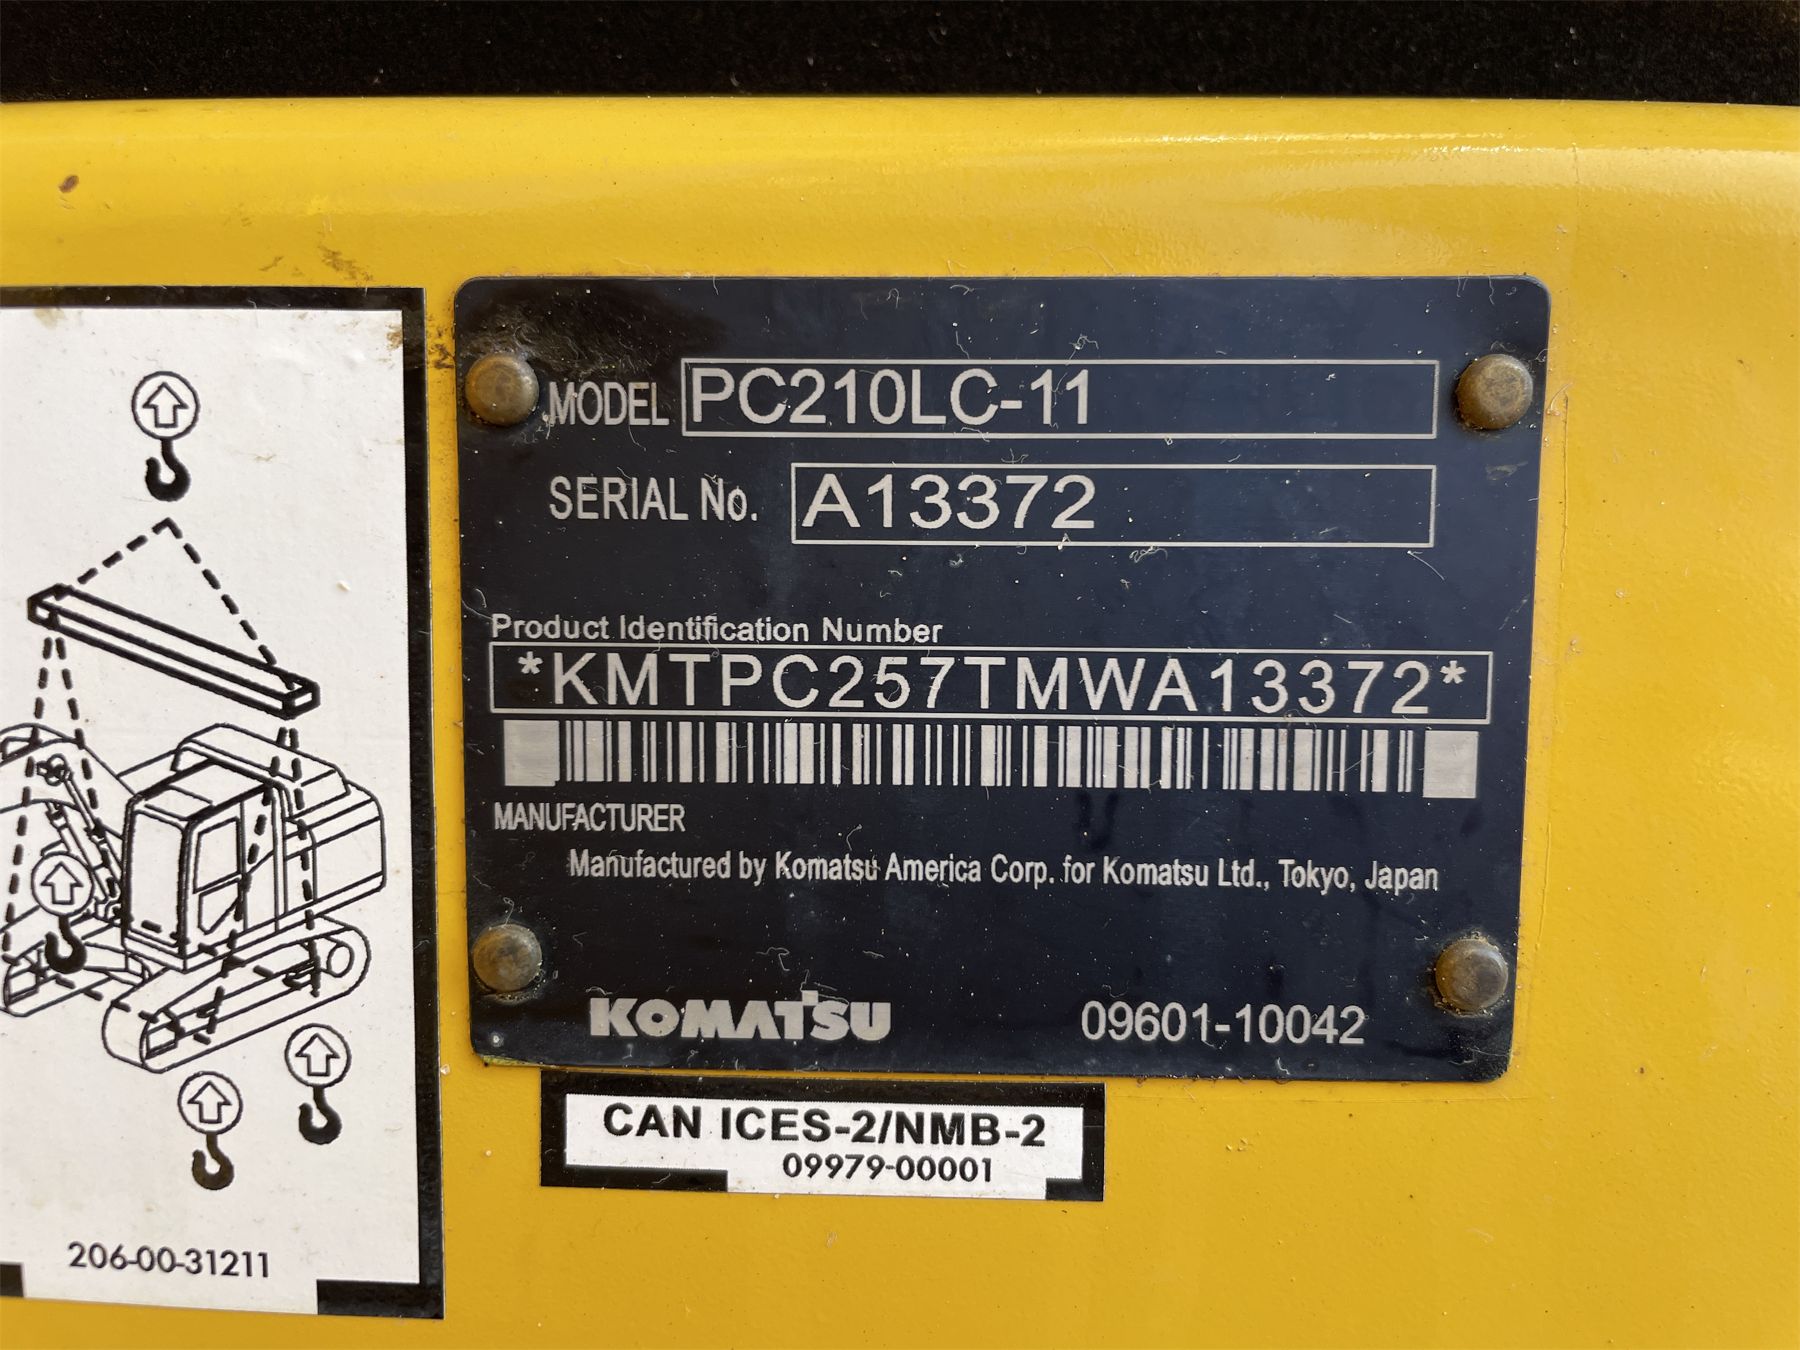 MODEL PC210LC-11
SERIAL No. A13372
Product Identification Number
*KMTPC257TMWA13372*
MANUFACTURER
Manufactured by Komatsu America Corp. for Komatsu Ltd., Tokyo, Japan
KOMATSU 09601-10042
CAN ICES-2/NMB-2
09979-00001
206-00-31211